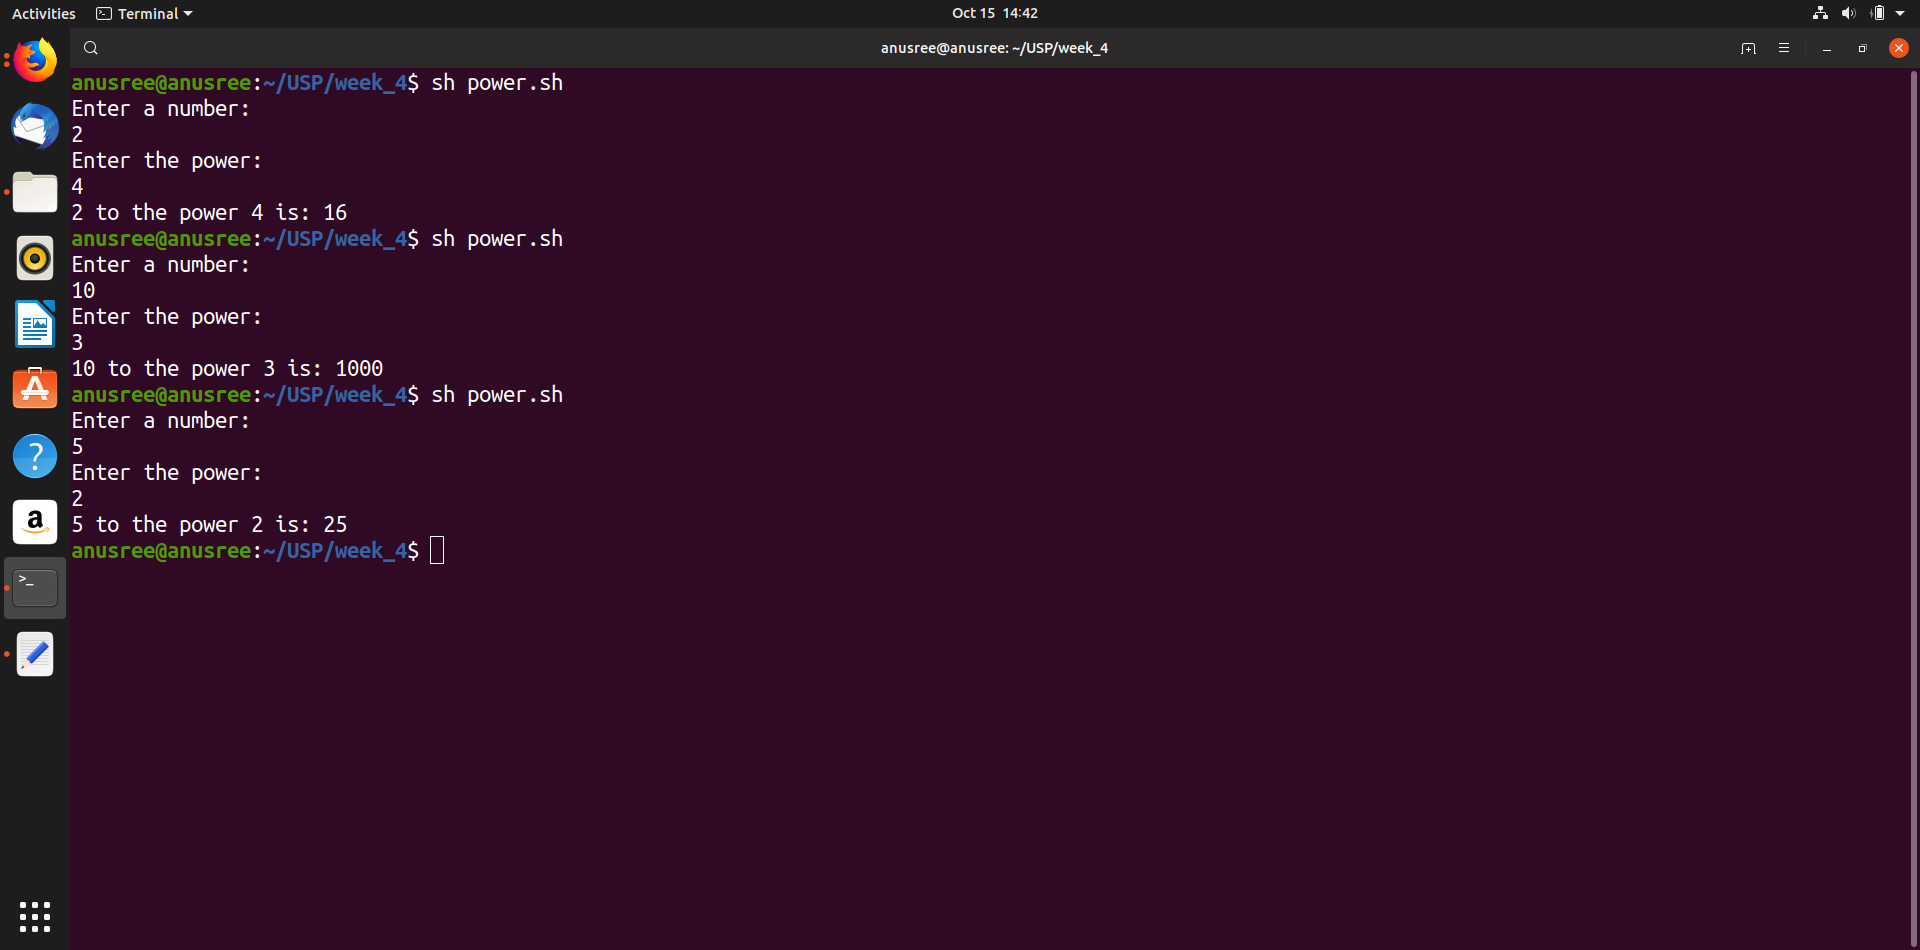 Activities Terminal Oct 15 14:42
anusree@anusree: ~/USP/week_4
anusree@anusree:~/USP/week_4$ sh power.sh
Enter a number:
2
Enter the power:
4
2 to the power 4 is: 16
anusree@anusree:~/USP/week_4$ sh power.sh
Enter a number:
10
Enter the power:
3
10 to the power 3 is: 1000
anusree@anusree:~/USP/week_4$ sh power.sh
Enter a number:
5
Enter the power:
2
5 to the power 2 is: 25
anusree@anusree:~/USP/week_4$